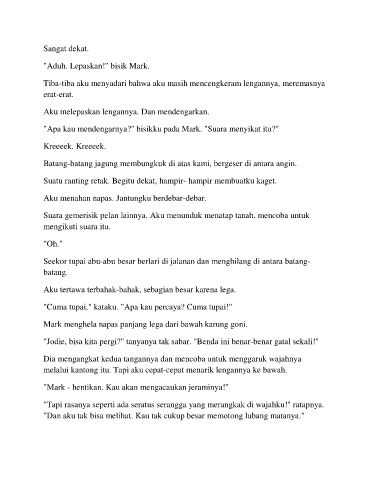 Sangat dekat.
"Aduh. Lepaskan!" bisik Mark.
Tiba-tiba aku menyadari bahwa aku masih mencengkeram lengannya, meremasnya
erat-erat.
Aku melepaskan lengannya. Dan mendengarkan.
"Apa kau mendengarnya?" bisikku pada Mark. "Suara menyikat itu?"
Kreeeek. Kreeeek.
Batang-batang jagung membungkuk di atas kami, bergeser di antara angin.
Suatu ranting retak. Begitu dekat, hampir- hampir membuatku kaget.
Aku menahan napas. Jantungku berdebar-debar.
Suara gemerisik pelan lainnya. Aku menunduk menatap tanah, mencoba untuk
mengikuti suara itu.
"Oh."
Seekor tupai abu-abu besar berlari di jalanan dan menghilang di antara batang-
batang.
Aku tertawa terbahak-bahak, sebagian besar karena lega.
"Cuma tupai," kataku. "Apa kau percaya? Cuma tupai!"
Mark menghela napas panjang lega dari bawah karung goni.
"Jodie, bisa kita pergi?" tanyanya tak sabar. "Benda ini benar-benar gatal sekali!"
Dia mengangkat kedua tangannya dan mencoba untuk menggaruk wajahnya
melalui kantong itu. Tapi aku cepat-cepat menarik lengannya ke bawah.
"Mark - hentikan. Kau akan mengacaukan jeraminya!"
"Tapi rasanya seperti ada seratus serangga yang merangkak di wajahku!" ratapnya.
"Dan aku tak bisa melihat. Kau tak cukup besar memotong lubang matanya."